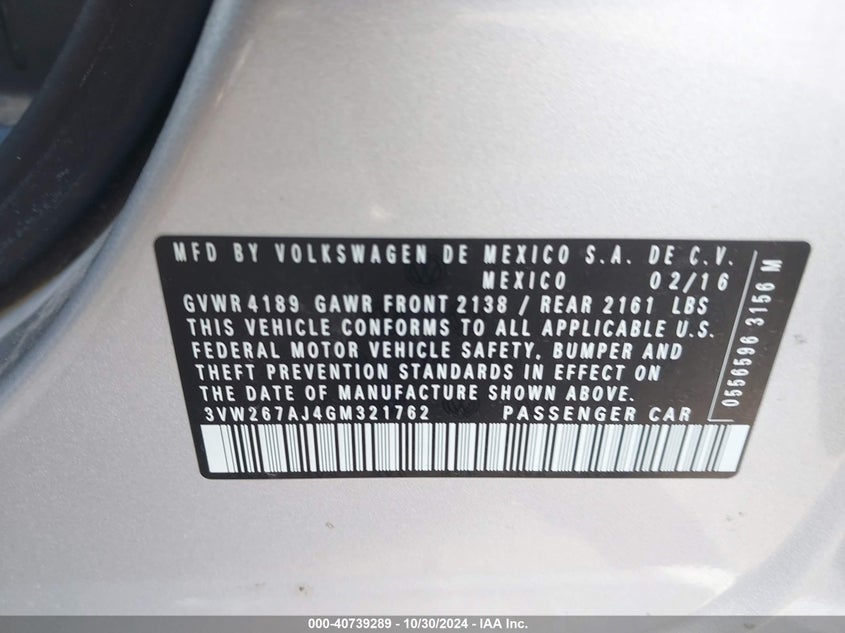 MFD BY VOLKSWAGEN DE MEXICO S.A. DE C.V.
MEXICO 02/16
GVWR 4189 GAWR FRONT 2138 / REAR 2161 LBS
THIS VEHICLE CONFORMS TO ALL APPLICABLE U.S.
FEDERAL MOTOR VEHICLE SAFETY, BUMPER AND
THEFT PREVENTION STANDARDS IN EFFECT ON
THE DATE OF MANUFACTURE SHOWN ABOVE.
3VW267AJ4GM321762 PASSENGER CAR
0556596 3156 M
000-40739289 - 10/30/2024 - IAA Inc.